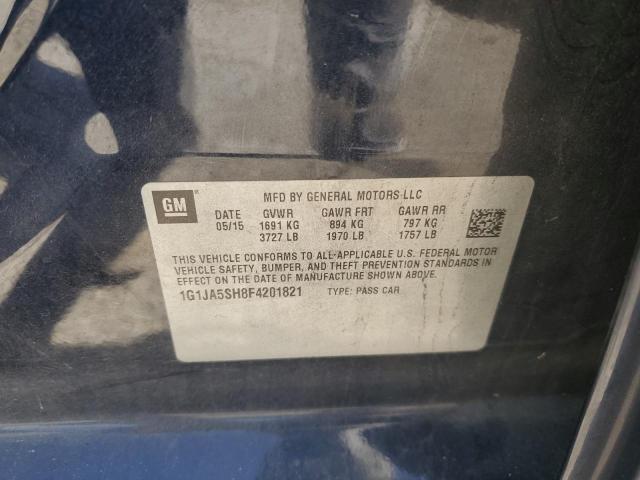 GM
MFD BY GENERAL MOTORS LLC
DATE GVWR GAWR FRT GAWR RR
05/15 1691 KG 894 KG 797 KG
3727 LB 1970 LB 1757 LB
THIS VEHICLE CONFORMS TO ALL APPLICABLE U.S. FEDERAL MOTOR
VEHICLE SAFETY, BUMPER, AND THEFT PREVENTION STANDARDS IN
EFFECT ON THE DATE OF MANUFACTURE SHOWN ABOVE.
1G1JA5SH8F4201821 TYPE: PASS CAR